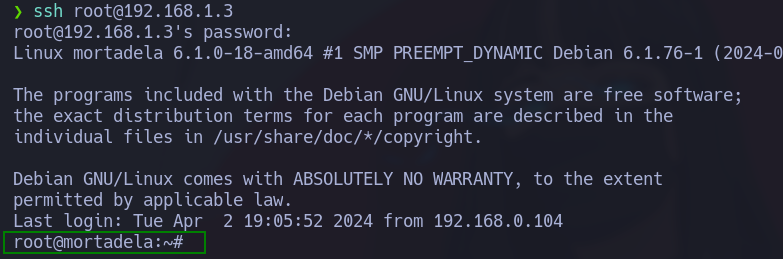 ❯ ssh root@192.168.1.3
root@192.168.1.3's password:
Linux mortadela 6.1.0-18-amd64 #1 SMP PREEMPT_DYNAMIC Debian 6.1.76-1 (2024-0
The programs included with the Debian GNU/Linux system are free software;
the exact distribution terms for each program are described in the
individual files in /usr/share/doc/*/copyright.
Debian GNU/Linux comes with ABSOLUTELY NO WARRANTY, to the extent
permitted by applicable law.
Last login: Tue Apr  2 19:05:52 2024 from 192.168.0.104
root@mortadela:~#